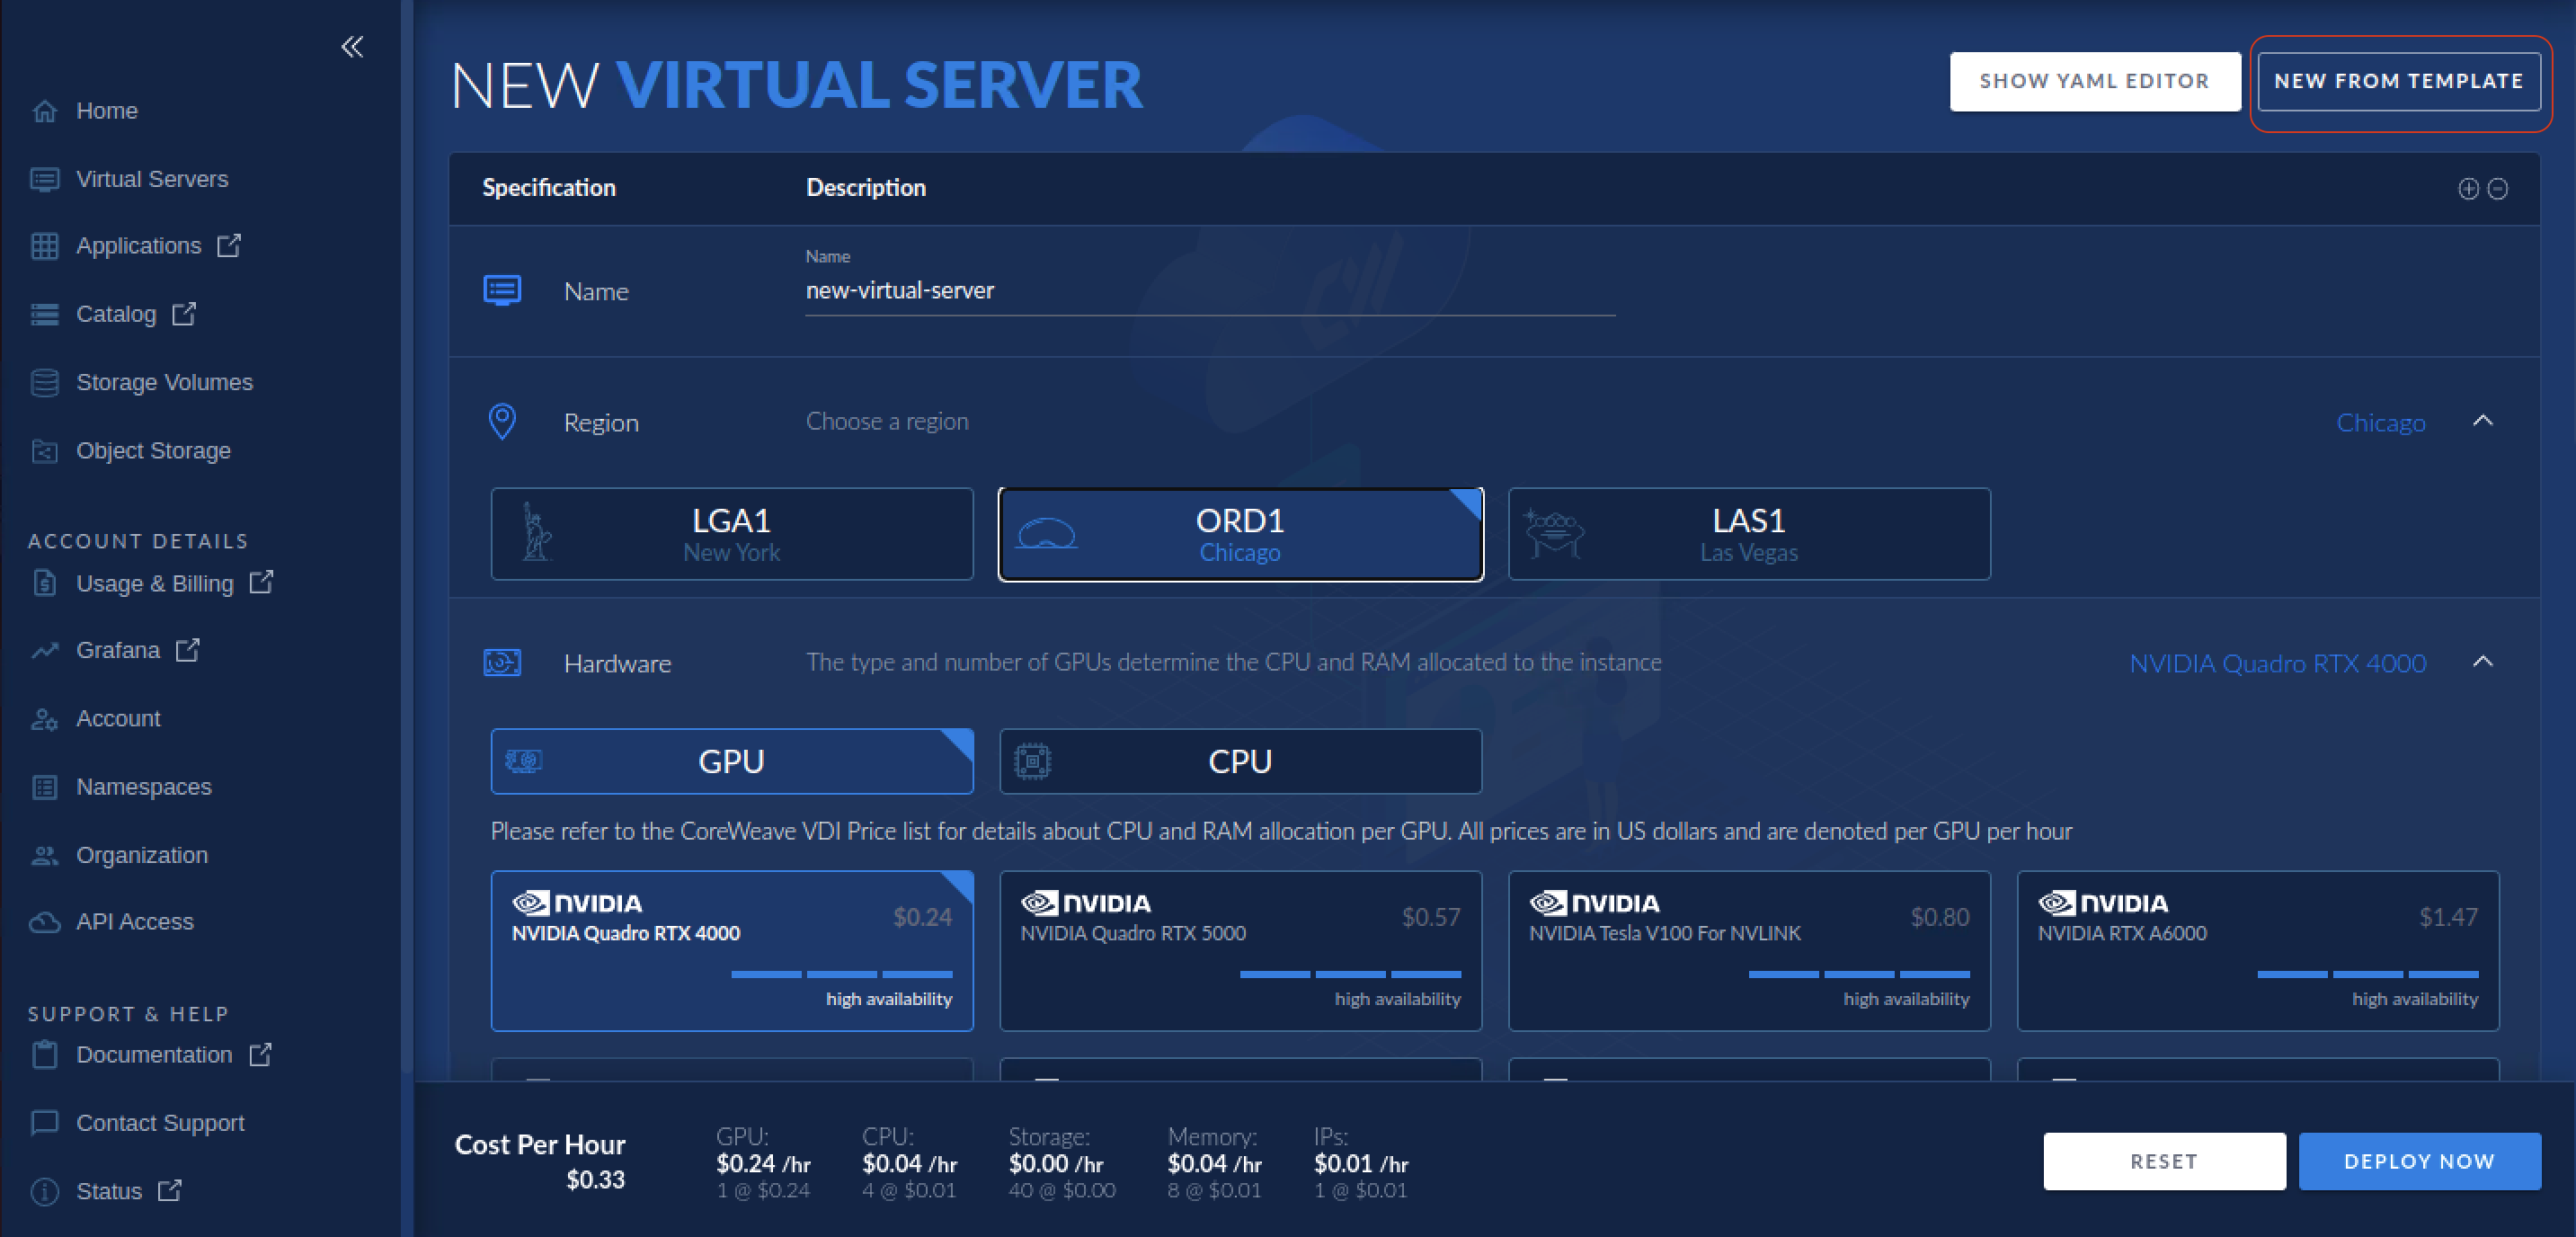 Home
Virtual Servers
Applications
Catalog
Storage Volumes
Object Storage
ACCOUNT DETAILS
Usage & Billing
Grafana
Account
Namespaces
Organization
API Access
SUPPORT & HELP
Documentation
Contact Support
Status
NEW VIRTUAL SERVER
SHOW YAML EDITOR
NEW FROM TEMPLATE
Specification Description
Name
Name
new-virtual-server
Region Choose a region Chicago
LGA1
New York
ORD1
Chicago
LAS1
Las Vegas
Hardware The type and number of GPUs determine the CPU and RAM allocated to the instance NVIDIA Quadro RTX 4000
GPU
CPU
Please refer to the CoreWeave VDI Price list for details about CPU and RAM allocation per GPU. All prices are in US dollars and are denoted per GPU per hour
NVIDIA
NVIDIA Quadro RTX 4000
$0.24
high availability
NVIDIA
NVIDIA Quadro RTX 5000
$0.57
high availability
NVIDIA
NVIDIA Tesla V100 For NVLINK
$0.80
high availability
NVIDIA
NVIDIA RTX A6000
$1.47
high availability
Cost Per Hour
$0.33
GPU:
$0.24 /hr
1 @ $0.24
CPU:
$0.04 /hr
4 @ $0.01
Storage:
$0.00 /hr
40 @ $0.00
Memory:
$0.04 /hr
8 @ $0.01
IPs:
$0.01 /hr
1 @ $0.01
RESET
DEPLOY NOW